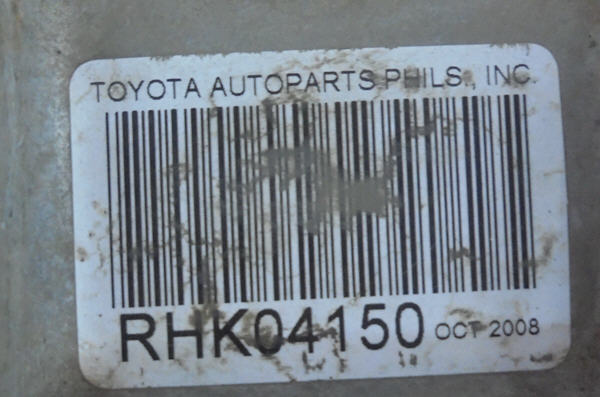 TOYOTA AUTOPARTS PHILS., INC.
RHK04150 OCT 2008